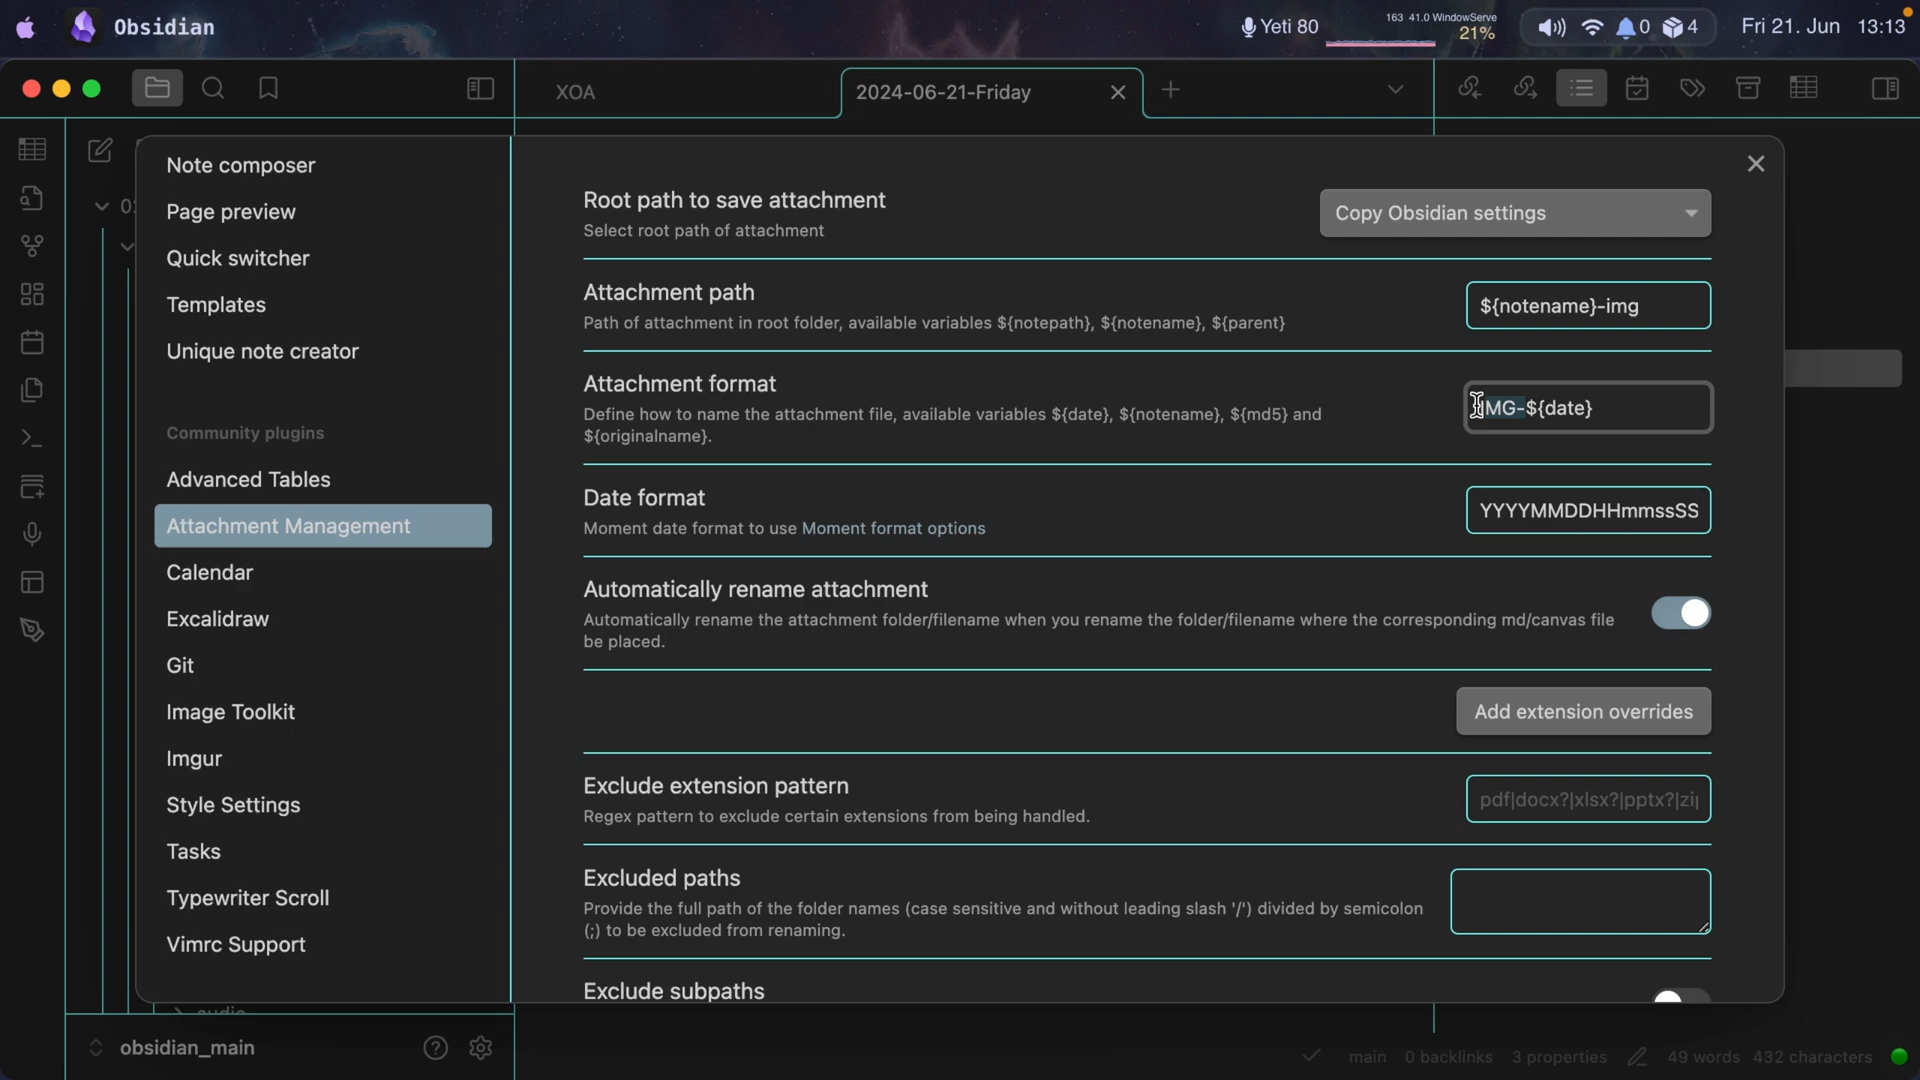 Obsidian
Yeti 80
163 41.0 WindowServe
21%
0
4
Fri 21. Jun 13:13
XOA
2024-06-21-Friday
Note composer
Page preview
Quick switcher
Templates
Unique note creator
Community plugins
Advanced Tables
Attachment Management
Calendar
Excalidraw
Git
Image Toolkit
Imgur
Style Settings
Tasks
Typewriter Scroll
Vimrc Support
Root path to save attachment
Select root path of attachment
Copy Obsidian settings
Attachment path
Path of attachment in root folder, available variables ${notepath}, ${notename}, ${parent}
${notename}-img
Attachment format
Define how to name the attachment file, available variables ${date}, ${notename}, ${md5} and
${originalname}.
IMG-${date}
Date format
Moment date format to use Moment format options
YYYYMMDDHHmmssSS
Automatically rename attachment
Automatically rename the attachment folder/filename when you rename the folder/filename where the corresponding md/canvas file
be placed.
Add extension overrides
Exclude extension pattern
Regex pattern to exclude certain extensions from being handled.
pdf|docx?|xlsx?|pptx?|zi
Excluded paths
Provide the full path of the folder names (case sensitive and without leading slash '/') divided by semicolon
(;) to be excluded from renaming.
Exclude subpaths
obsidian_main
main 0 backlinks 3 properties 49 words 432 characters